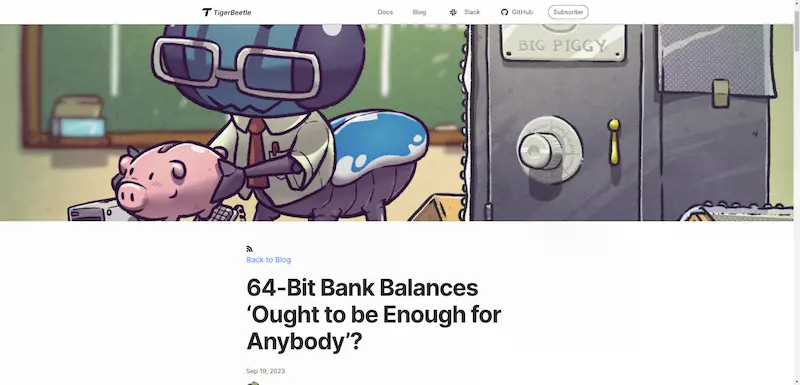 TigerBeetle Docs Blog Slack GitHub Subscribe
BIG PIGGY
Back to Blog
64-Bit Bank Balances
‘Ought to be Enough for
Anybody’?
Sep 19, 2023